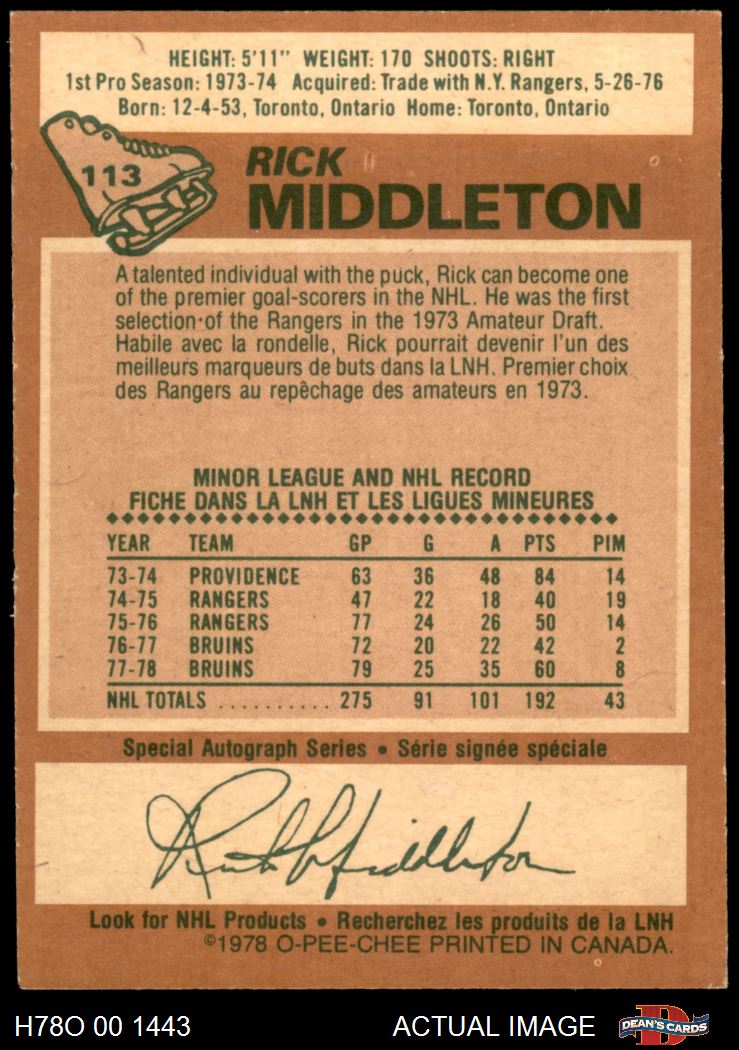 HEIGHT: 5'11" WEIGHT: 170 SHOOTS: RIGHT
1st Pro Season: 1973-74 Acquired: Trade with N.Y. Rangers, 5-26-76
Born: 12-4-53, Toronto, Ontario Home: Toronto, Ontario
113
RICK
MIDDLETON
A talented individual with the puck, Rick can become one
of the premier goal-scorers in the NHL. He was the first
selection of the Rangers in the 1973 Amateur Draft.
Habile avec la rondelle, Rick pourrait devenir l'un des
meilleurs marqueurs de buts dans la LNH. Premier choix
des Rangers au repêchage des amateurs en 1973.
MINOR LEAGUE AND NHL RECORD
FICHE DANS LA LNH ET LES LIGUES MINEURES
YEAR TEAM GP G A PTS PIM
73-74 PROVIDENCE 63 36 48 84 14
74-75 RANGERS 47 22 18 40 19
75-76 RANGERS 77 24 26 50 14
76-77 BRUINS 72 20 22 42 2
77-78 BRUINS 79 25 35 60 8
NHL TOTALS .......... 275 91 101 192 43
Special Autograph Series • Série signée spéciale
Rick Middleton
Look for NHL Products • Recherchez les produits de la LNH
©1978 O-PEE-CHEE PRINTED IN CANADA.
H78O 00 1443 ACTUAL IMAGE
D
DEAN'S CARDS